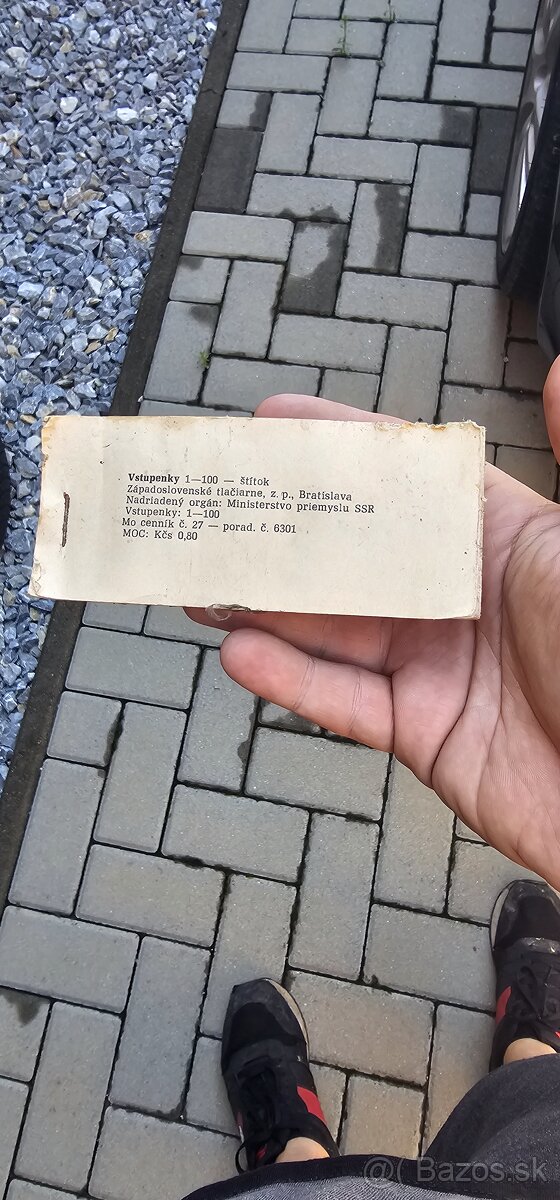 Vstupenky 1—100 — štítok
Západoslovenské tlačiarne, z. p., Bratislava
Nadriadený orgán: Ministerstvo priemyslu SSR
Vstupenky: 1—100
Mo cenník č. 27 — porad. č. 6301
MOC: Kčs 0,80
@( Bazos.sk